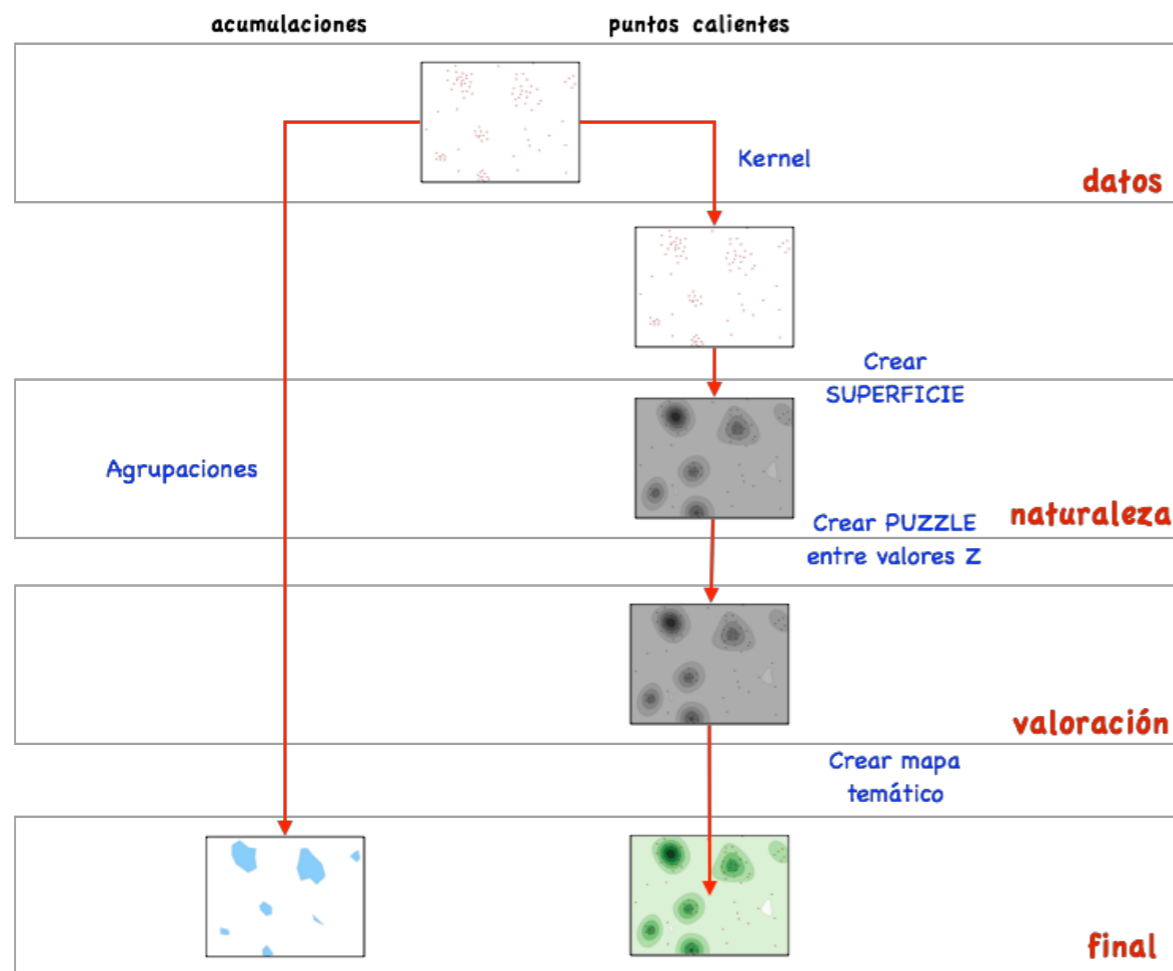 acumulaciones
puntos calientes
Kernel
datos
Crear
SUPERFICIE
Agrupaciones
naturaleza
Crear PUZZLE
entre valores Z
valoración
Crear mapa
temático
final